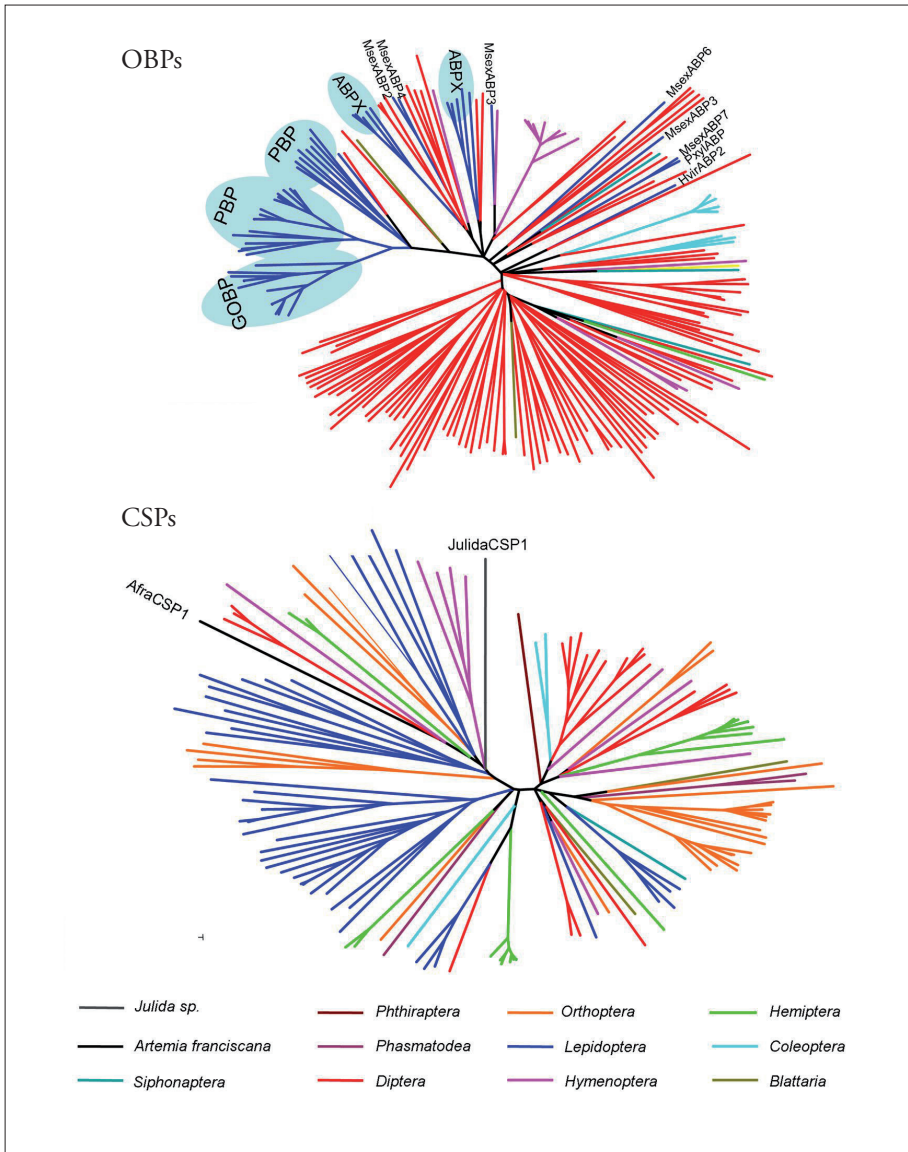 OBPs
PBP
PBP
GOBP
ABPX
MsexABP2
MsexABP4
ABPX
MsexABP3
MsexABP6
MsexABP3
MsexABP7
PxylABP
HvirABP2
CSPs
JulidaCSP1
AfraCSP1
Julida sp.
Phthiraptera
Orthoptera
Hemiptera
Artemia franciscana
Phasmatodea
Lepidoptera
Coleoptera
Siphonaptera
Diptera
Hymenoptera
Blattaria